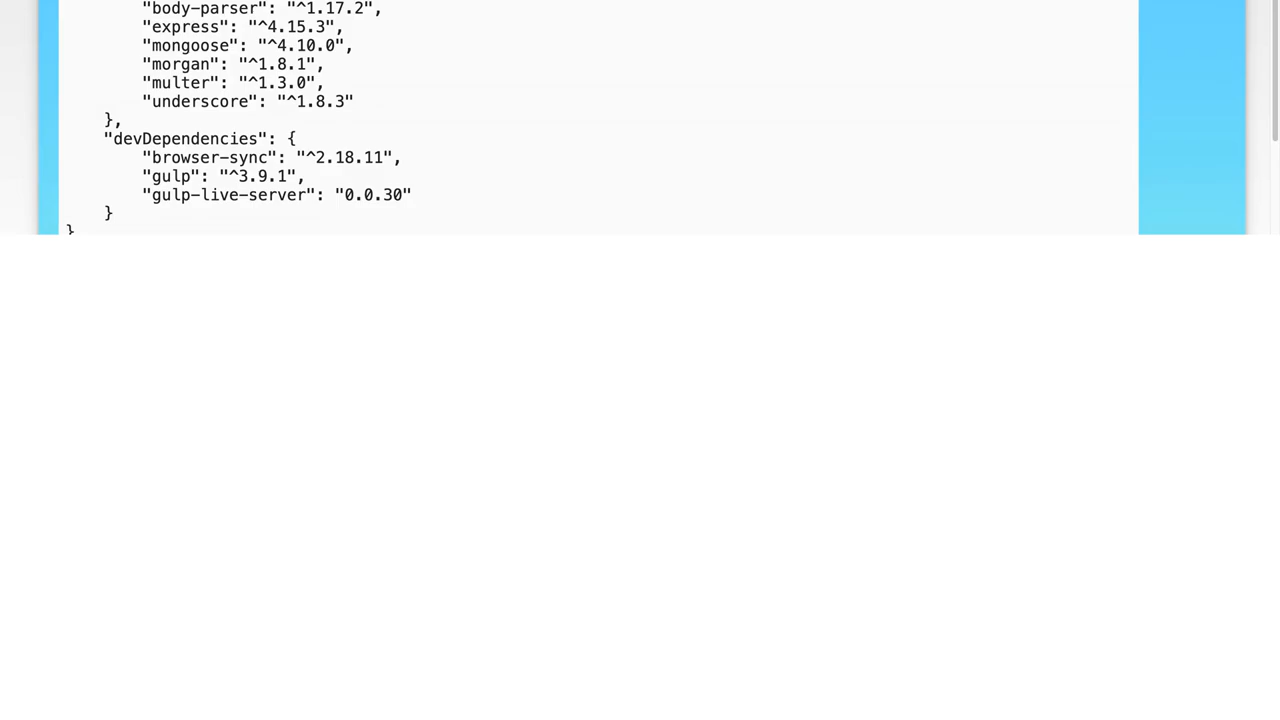 "body-parser": "^1.17.2",
"express": "^4.15.3",
"mongoose": "^4.10.0",
"morgan": "^1.8.1",
"multer": "^1.3.0",
"underscore": "^1.8.3"
},
"devDependencies": {
"browser-sync": "^2.18.11",
"gulp": "^3.9.1",
"gulp-live-server": "0.0.30"
}
}